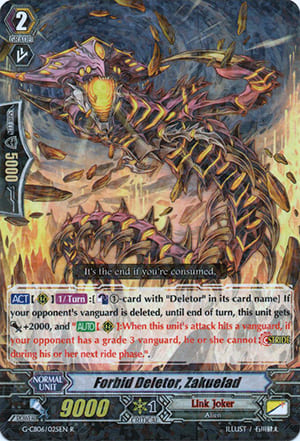 2
GRADE
5000
It's the end if you're consumed.
ACT 1/Turn :[ ①-card with "Deletor" in its card name] If
your opponent's vanguard is deleted, until end of turn, this unit gets
+2000, and "AUTO :When this unit's attack hits a vanguard, if
your opponent has a grade 3 vanguard, he or she cannot STRIDE
during his or her next ride phase.".
NORMAL
UNIT
Forbid Deletor, Zakuelad
9000
1
CRITICAL
Link Joker
Alien
G-CB06/025EN R
ILLUST /